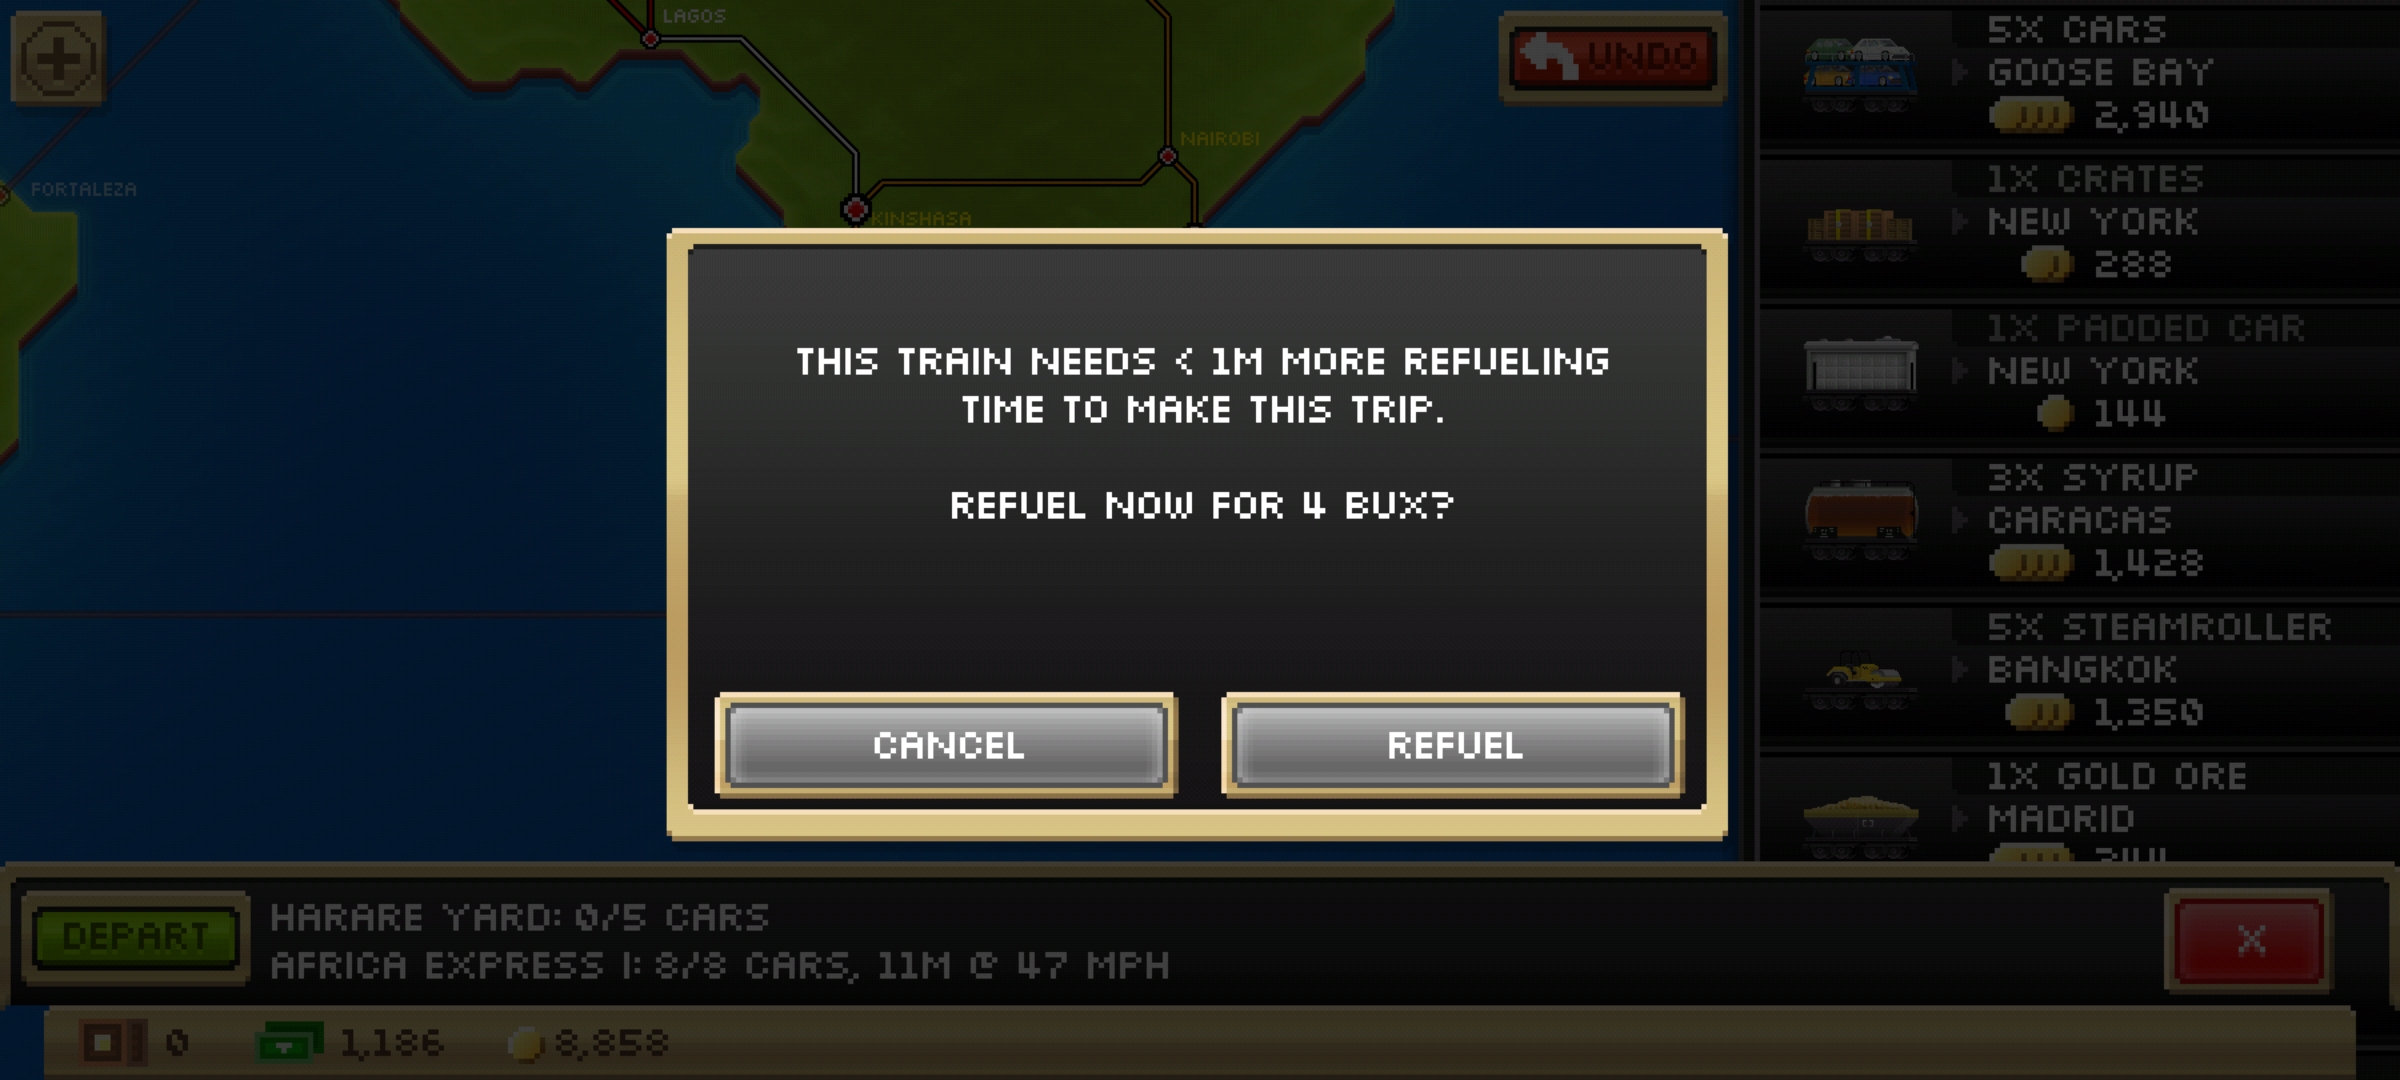 LAGOS
UNDO
NAIROBI
FORTALEZA
KINSHASA
5X CARS
GOOSE BAY
2,940
1X CRATES
NEW YORK
288
1X PADDED CAR
NEW YORK
144
3X SYRUP
CARACAS
1,428
5X STEAMROLLER
BANGKOK
1,350
1X GOLD ORE
MADRID
THIS TRAIN NEEDS < 1M MORE REFUELING
TIME TO MAKE THIS TRIP.
REFUEL NOW FOR 4 BUX?
CANCEL
REFUEL
DEPART
HARARE YARD: 0/5 CARS
AFRICA EXPRESS I: 8/8 CARS, 11M @ 47 MPH
X
0
1,186
8,858